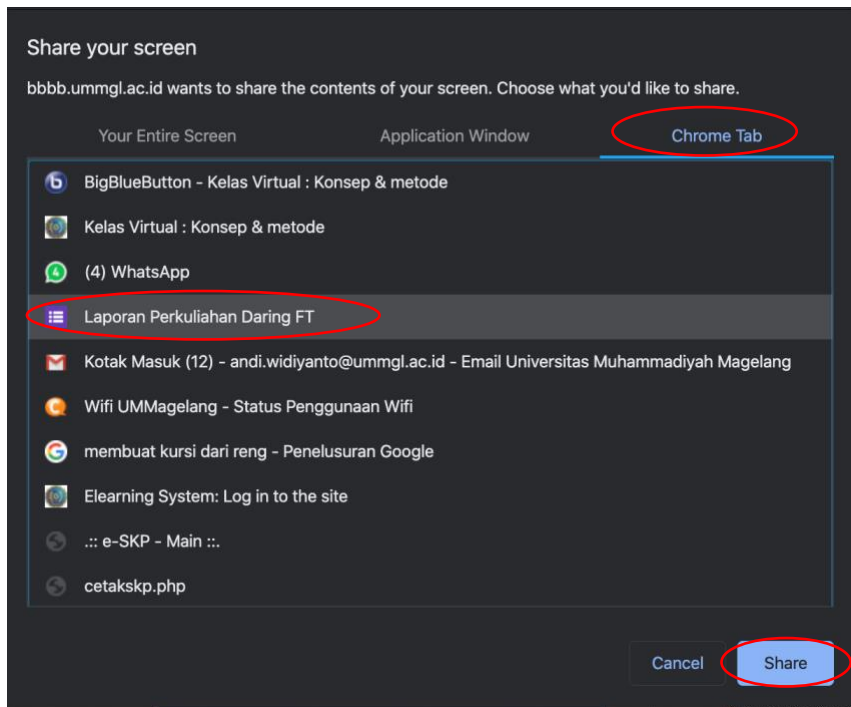 Share your screen
bbbb.ummgl.ac.id wants to share the contents of your screen. Choose what you'd like to share.
Your Entire Screen Application Window Chrome Tab
BigBlueButton - Kelas Virtual : Konsep & metode
Kelas Virtual : Konsep & metode
(4) WhatsApp
Laporan Perkuliahan Daring FT
Kotak Masuk (12) - andi.widiyanto@ummgl.ac.id - Email Universitas Muhammadiyah Magelang
Wifi UMMagelang - Status Penggunaan Wifi
membuat kursi dari reng - Penelusuran Google
Elearning System: Log in to the site
.:: e-SKP - Main ::.
cetakskp.php
Cancel Share